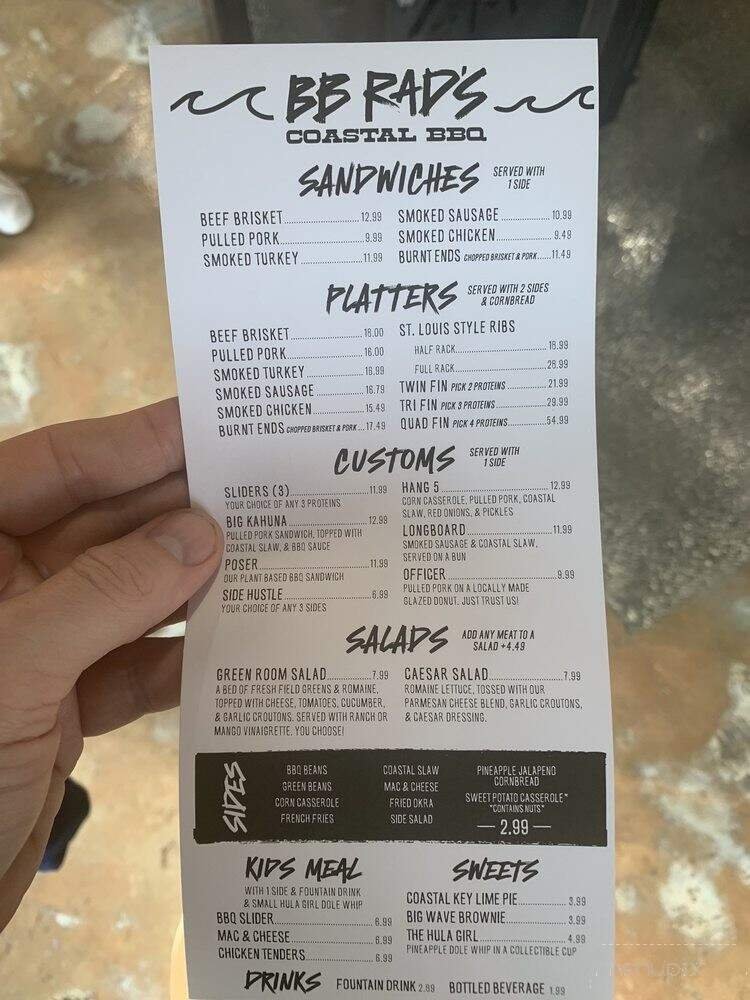 BB RAD'S
COASTAL BBQ
SANDWICHES SERVED WITH
1 SIDE
BEEF BRISKET 12.99
PULLED PORK 9.99
SMOKED TURKEY 11.99
SMOKED SAUSAGE 10.99
SMOKED CHICKEN 9.49
BURNT ENDS CHOPPED BRISKET & PORK 11.49
PLATTERS SERVED WITH 2 SIDES
& CORNBREAD
BEEF BRISKET 18.00
PULLED PORK 16.00
SMOKED TURKEY 16.99
SMOKED SAUSAGE 16.79
SMOKED CHICKEN 15.49
BURNT ENDS CHOPPED BRISKET & PORK 17.49
ST. LOUIS STYLE RIBS
HALF RACK 18.99
FULL RACK 28.99
TWIN FIN PICK 2 PROTEINS 21.99
TRI FIN PICK 3 PROTEINS 29.99
QUAD FIN PICK 4 PROTEINS 54.99
CUSTOMS SERVED WITH
1 SIDE
SLIDERS (3) 11.99
YOUR CHOICE OF ANY 3 PROTEINS
BIG KAHUNA 12.99
PULLED PORK SANDWICH, TOPPED WITH
COASTAL SLAW, & BBQ SAUCE
POSER 11.99
OUR PLANT BASED BBQ SANDWICH
SIDE HUSTLE 6.99
YOUR CHOICE OF ANY 3 SIDES
HANG 5 12.99
CORN CASSEROLE, PULLED PORK, COASTAL
SLAW, RED ONIONS, & PICKLES
LONGBOARD 11.99
SMOKED SAUSAGE & COASTAL SLAW,
SERVED ON A BUN
OFFICER 9.99
PULLED PORK ON A LOCALLY MADE
GLAZED DONUT. JUST TRUST US!
SALADS ADD ANY MEAT TO A
SALAD +4.49
GREEN ROOM SALAD 7.99
A BED OF FRESH FIELD GREENS & ROMAINE,
TOPPED WITH CHEESE, TOMATOES, CUCUMBER,
& GARLIC CROUTONS. SERVED WITH RANCH OR
MANGO VINAIGRETTE. YOU CHOOSE!
CAESAR SALAD 7.99
ROMAINE LETTUCE, TOSSED WITH OUR
PARMESAN CHEESE BLEND, GARLIC CROUTONS,
& CAESAR DRESSING.
SIDES
BBQ BEANS
GREEN BEANS
CORN CASSEROLE
FRENCH FRIES
COASTAL SLAW
MAC & CHEESE
FRIED OKRA
SIDE SALAD
PINEAPPLE JALAPENO
CORNBREAD
SWEET POTATO CASSEROLE*
*CONTAINS NUTS*
— 2.99 —
KIDS MEAL
WITH 1 SIDE & FOUNTAIN DRINK
& SMALL HULA GIRL DOLE WHIP
BBQ SLIDER 6.99
MAC & CHEESE 6.99
CHICKEN TENDERS 6.99
SWEETS
COASTAL KEY LIME PIE 3.99
BIG WAVE BROWNIE 3.99
THE HULA GIRL 4.99
PINEAPPLE DOLE WHIP IN A COLLECTIBLE CUP
DRINKS FOUNTAIN DRINK 2.89 BOTTLED BEVERAGE 1.99
menupix